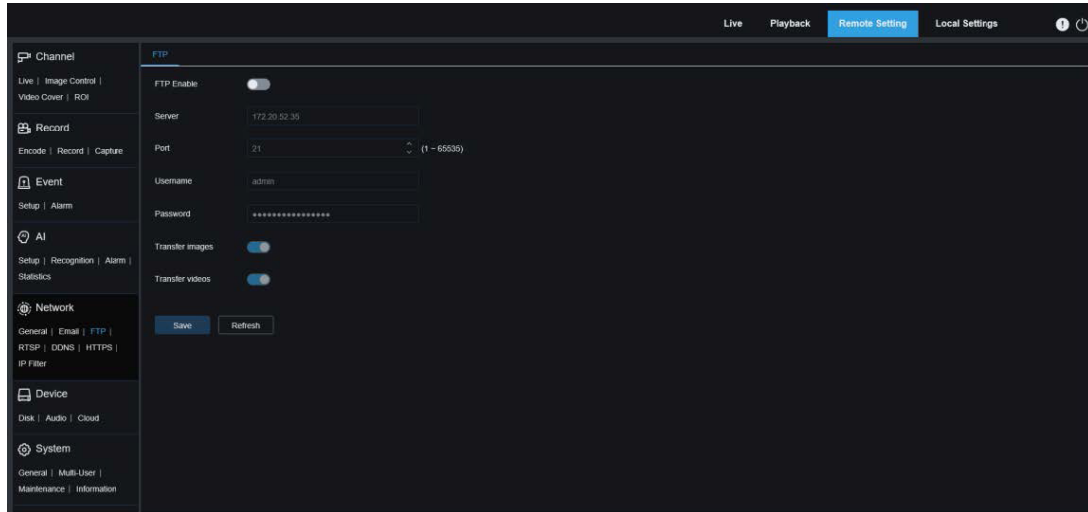 Live Playback Remote Setting Local Settings
Channel
Live | Image Control |
Video Cover | ROI
Record
Encode | Record | Capture
Event
Setup | Alarm
AI
Setup | Recognition | Alarm |
Statistics
Network
General | Email | FTP |
RTSP | DDNS | HTTPS |
IP Filter
Device
Disk | Audio | Cloud
System
General | Multi-User |
Maintenance | Information
FTP
FTP Enable
Server 172.20.52.35
Port 21 (1 ~ 65535)
Username admin
Password ●●●●●●●●●●●●●●●
Transfer images
Transfer videos
Save Refresh